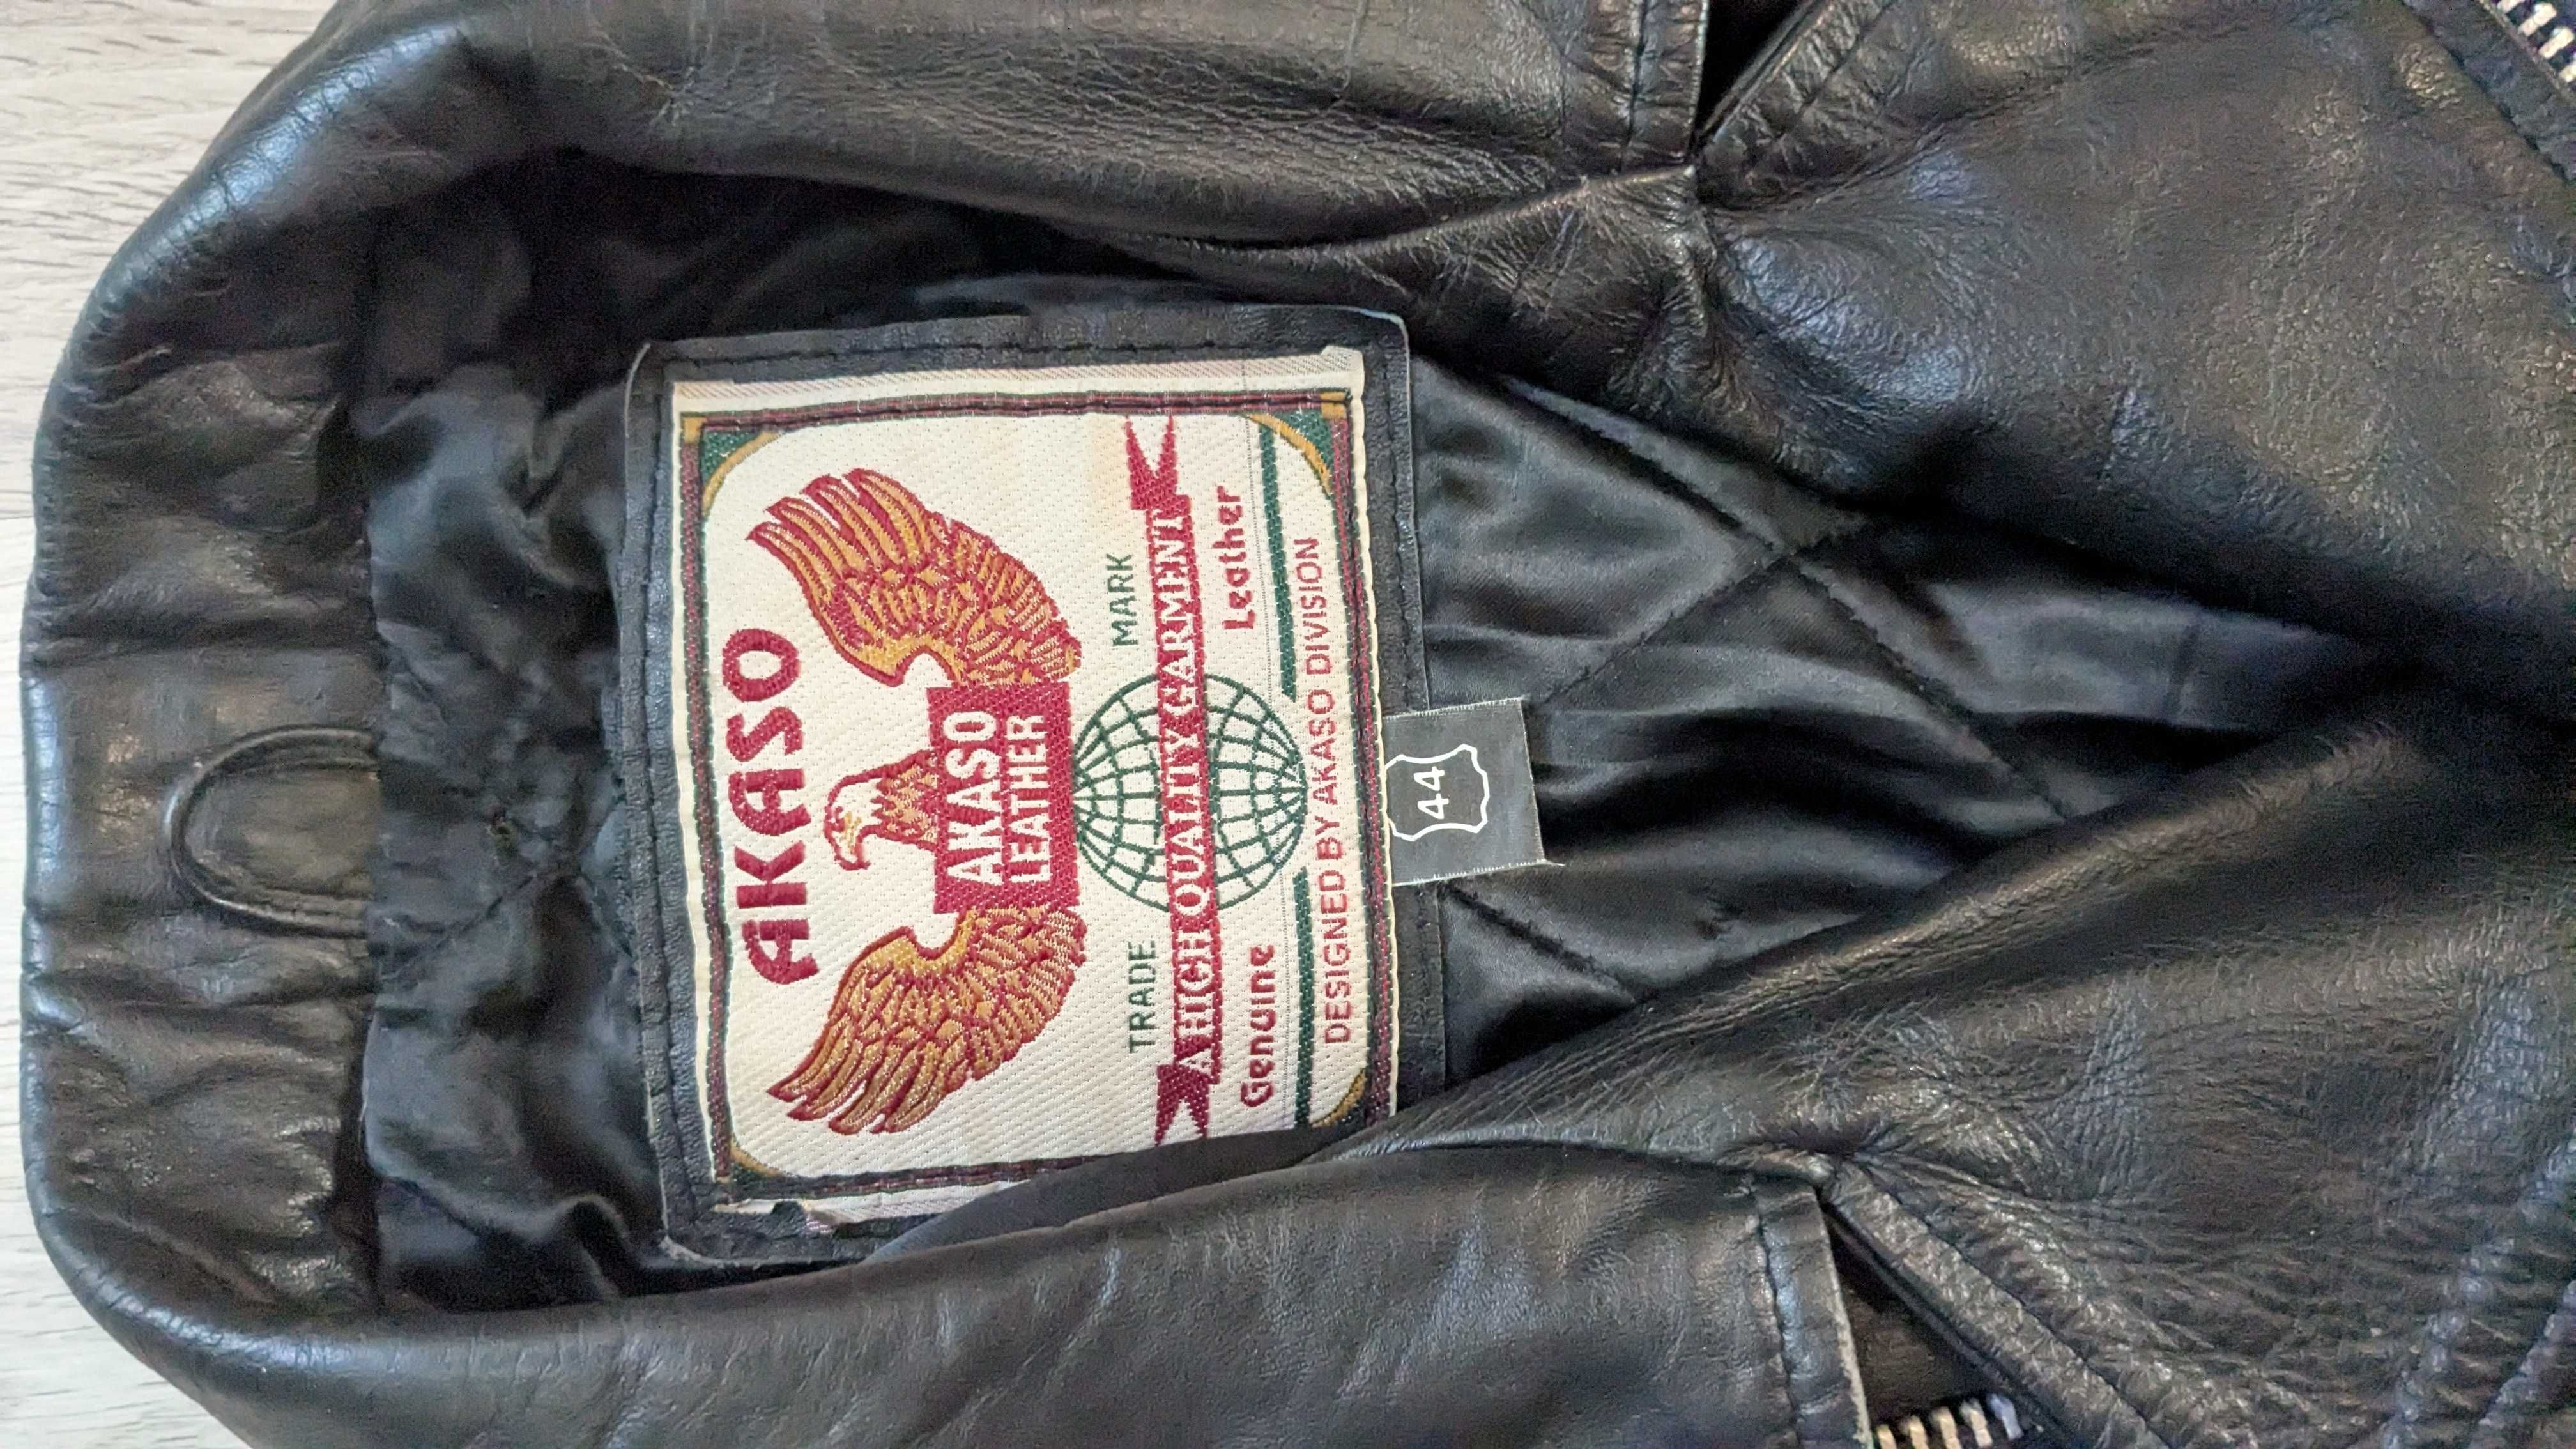 AKASO
AKASO
LEATHER
TRADE MARK
A HIGH QUALITY GARMENT
Genuine Leather
DESIGNED BY AKASO DIVISION
44